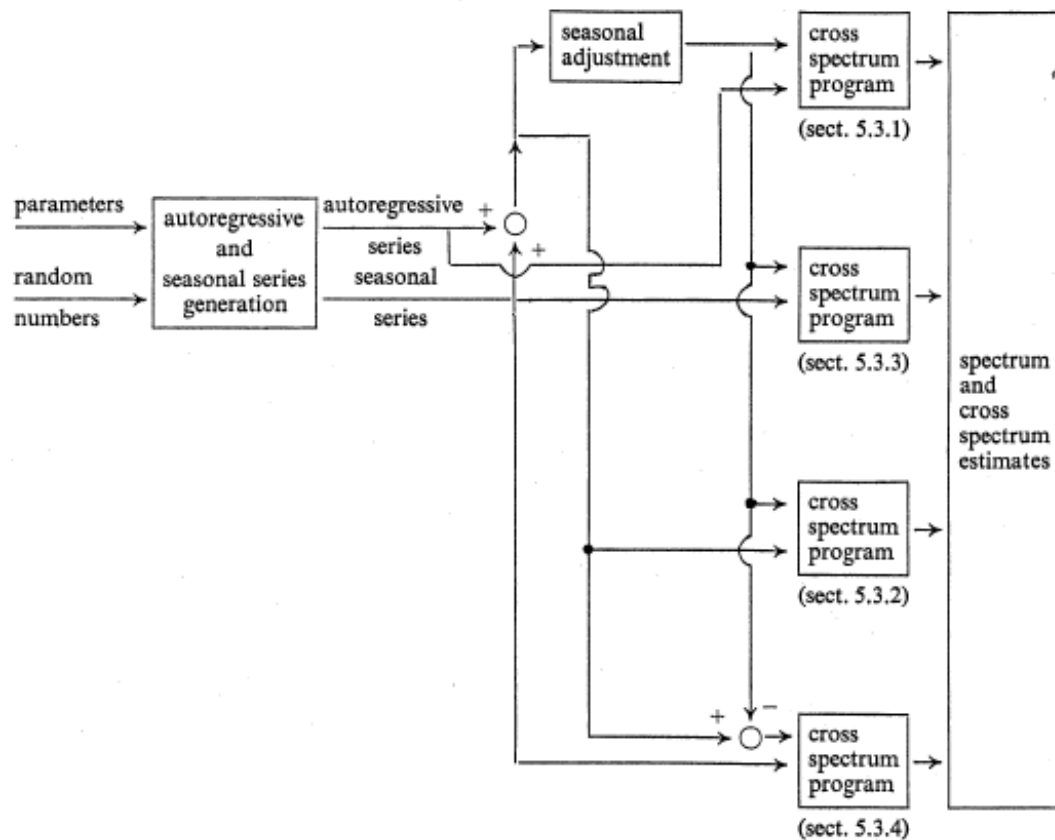 seasonal
adjustment
cross
spectrum
program
(sect. 5.3.1)
parameters
random
numbers
autoregressive
and
seasonal series
generation
autoregressive
series
seasonal
series
+
+
cross
spectrum
program
(sect. 5.3.3)
cross
spectrum
program
(sect. 5.3.2)
+
−
cross
spectrum
program
(sect. 5.3.4)
spectrum
and
cross
spectrum
estimates